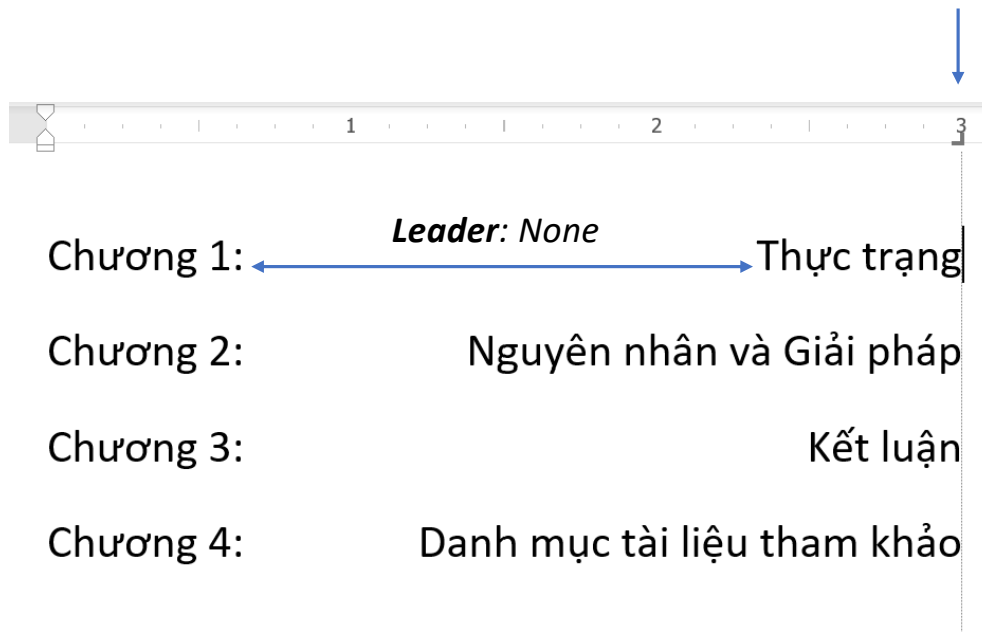 1 2 3
Leader: None
Chương 1: Thực trạng
Chương 2: Nguyên nhân và Giải pháp
Chương 3: Kết luận
Chương 4: Danh mục tài liệu tham khảo